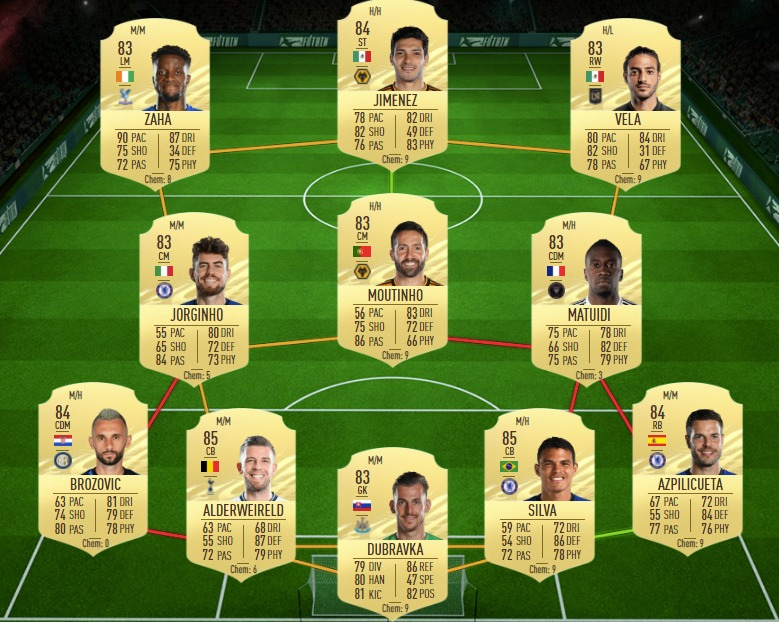 M/M
83
LM
ZAHA
90 PAC 87 DRI
75 SHO 34 DEF
72 PAS 75 PHY
Chem: 8
H/H
84
ST
JIMENEZ
78 PAC 82 DRI
82 SHO 49 DEF
76 PAS 83 PHY
Chem: 9
H/L
83
RW
VELA
80 PAC 84 DRI
82 SHO 31 DEF
78 PAS 67 PHY
Chem: 9
M/M
83
CM
JORGINHO
55 PAC 80 DRI
65 SHO 72 DEF
84 PAS 73 PHY
Chem: 5
H/H
83
CM
MOUTINHO
56 PAC 83 DRI
75 SHO 72 DEF
86 PAS 66 PHY
Chem: 9
M/H
83
CDM
MATUIDI
75 PAC 78 DRI
66 SHO 82 DEF
75 PAS 79 PHY
Chem: 3
M/H
84
CDM
BROZOVIC
63 PAC 81 DRI
74 SHO 79 DEF
80 PAS 78 PHY
Chem: 0
M/M
85
CB
ALDERWEIRELD
63 PAC 68 DRI
55 SHO 87 DEF
72 PAS 79 PHY
Chem: 6
M/M
83
GK
DUBRAVKA
79 DIV 86 REF
80 HAN 47 SPE
81 KIC 82 POS
Chem: 9
M/H
85
CB
SILVA
59 PAC 72 DRI
54 SHO 86 DEF
72 PAS 78 PHY
Chem: 9
M/M
84
RB
AZPILICUETA
67 PAC 72 DRI
55 SHO 84 DEF
77 PAS 76 PHY
Chem: 9